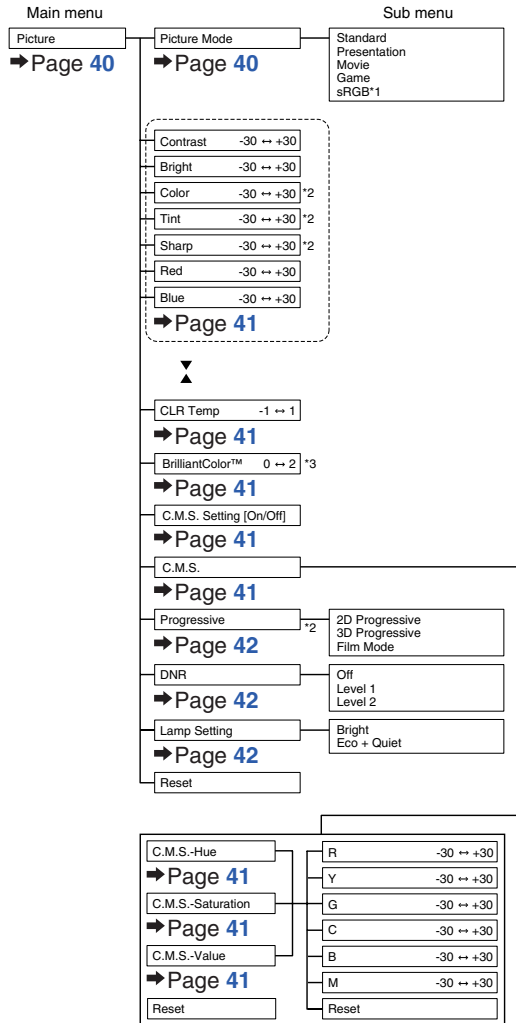 Main menu
Sub menu
Picture
➡Page 40
Picture Mode
➡Page 40
Standard
Presentation
Movie
Game
sRGB*1
Contrast -30 ↔ +30
Bright -30 ↔ +30
Color -30 ↔ +30 *2
Tint -30 ↔ +30 *2
Sharp -30 ↔ +30 *2
Red -30 ↔ +30
Blue -30 ↔ +30
➡Page 41
CLR Temp -1 ↔ 1
➡Page 41
BrilliantColor™ 0 ↔ 2 *3
➡Page 41
C.M.S. Setting [On/Off]
➡Page 41
C.M.S.
➡Page 41
Progressive *2
➡Page 42
2D Progressive
3D Progressive
Film Mode
DNR
➡Page 42
Off
Level 1
Level 2
Lamp Setting
➡Page 42
Bright
Eco + Quiet
Reset
C.M.S.-Hue
➡Page 41
C.M.S.-Saturation
➡Page 41
C.M.S.-Value
➡Page 41
Reset
R -30 ↔ +30
Y -30 ↔ +30
G -30 ↔ +30
C -30 ↔ +30
B -30 ↔ +30
M -30 ↔ +30
Reset